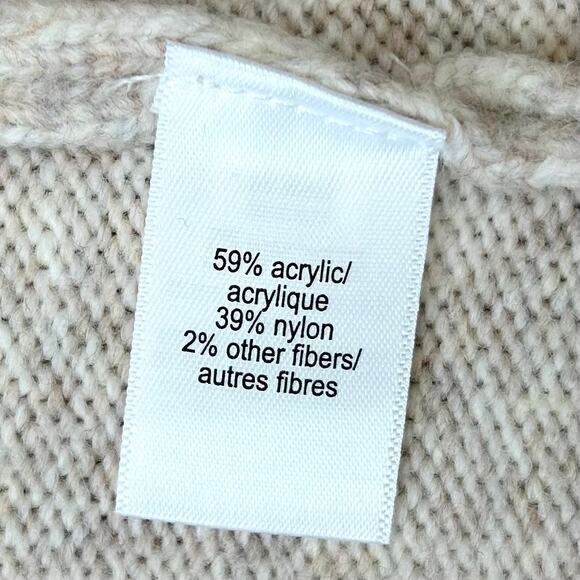 59% acrylic/
acrylique
39% nylon
2% other fibers/
autres fibres